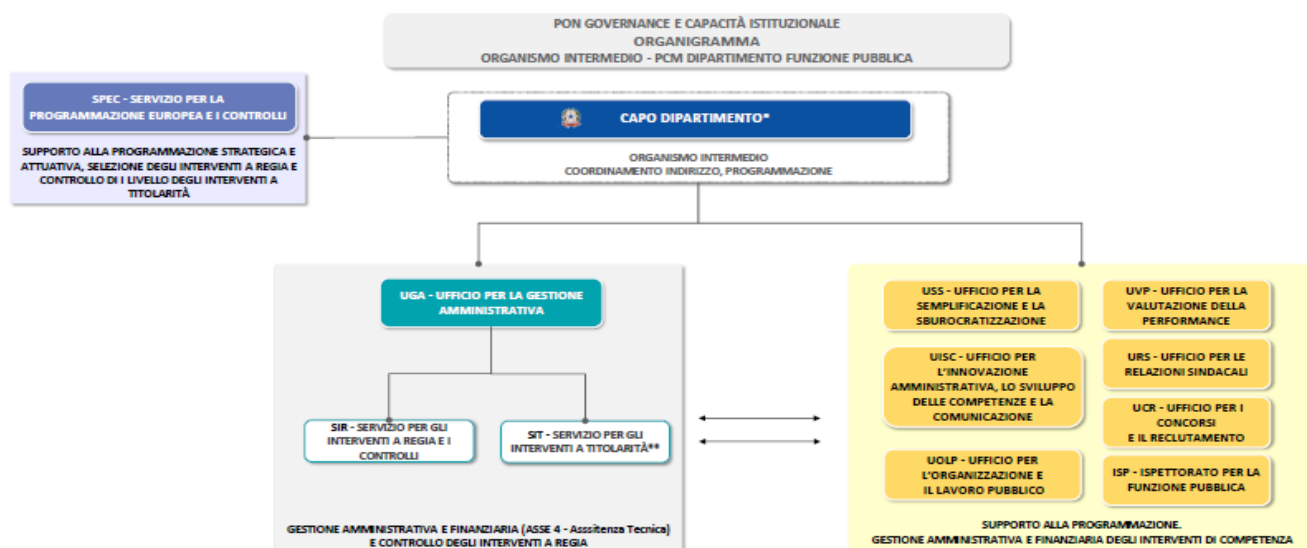 PON GOVERNANCE E CAPACITÀ ISTITUZIONALE
ORGANIGRAMMA
ORGANISMO INTERMEDIO - PCM DIPARTIMENTO FUNZIONE PUBBLICA
SPEC - SERVIZIO PER LA
PROGRAMMAZIONE EUROPEA E I CONTROLLI
SUPPORTO ALLA PROGRAMMAZIONE STRATEGICA E
ATTUATIVA, SELEZIONE DEGLI INTERVENTI A REGIA E
CONTROLLO DI I LIVELLO DEGLI INTERVENTI A
TITOLARITÀ
CAPO DIPARTIMENTO*
ORGANISMO INTERMEDIO
COORDINAMENTO INDIRIZZO, PROGRAMMAZIONE
UGA - UFFICIO PER LA GESTIONE
AMMINISTRATIVA
SIR - SERVIZIO PER GLI
INTERVENTI A REGIA E I
CONTROLLI
SIT - SERVIZIO PER GLI
INTERVENTI A TITOLARITÀ**
GESTIONE AMMINISTRATIVA E FINANZIARIA (ASSE 4 - Asssitenza Tecnica)
E CONTROLLO DEGLI INTERVENTI A REGIA
USS - UFFICIO PER LA
SEMPLIFICAZIONE E LA
SBUROCRATIZZAZIONE
UISC - UFFICIO PER
L'INNOVAZIONE
AMMINISTRATIVA, LO SVILUPPO
DELLE COMPETENZE E LA
COMUNICAZIONE
UOLP - UFFICIO PER
L'ORGANIZZAZIONE E
IL LAVORO PUBBLICO
UVP - UFFICIO PER LA
VALUTAZIONE DELLA
PERFORMANCE
URS - UFFICIO PER LE
RELAZIONI SINDACALI
UCR - UFFICIO PER I
CONCORSI
E IL RECLUTAMENTO
ISP - ISPETTORATO PER LA
FUNZIONE PUBBLICA
SUPPORTO ALLA PROGRAMMAZIONE.
GESTIONE AMMINISTRATIVA E FINANZIARIA DEGLI INTERVENTI DI COMPETENZA